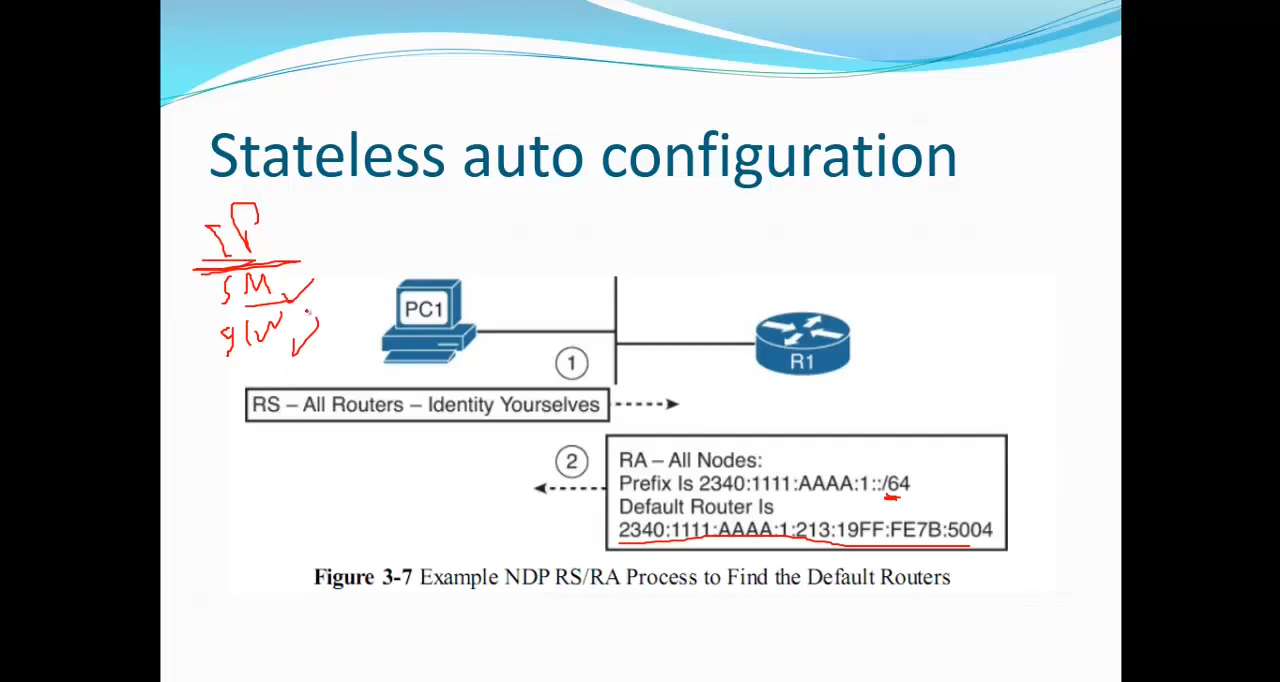 Stateless auto configuration
IP
SM
g/w
PC1
R1
1
RS – All Routers – Identity Yourselves
2
RA – All Nodes:
Prefix Is 2340:1111:AAAA:1::/64
Default Router Is
2340:1111:AAAA:1:213:19FF:FE7B:5004
Figure 3-7 Example NDP RS/RA Process to Find the Default Routers